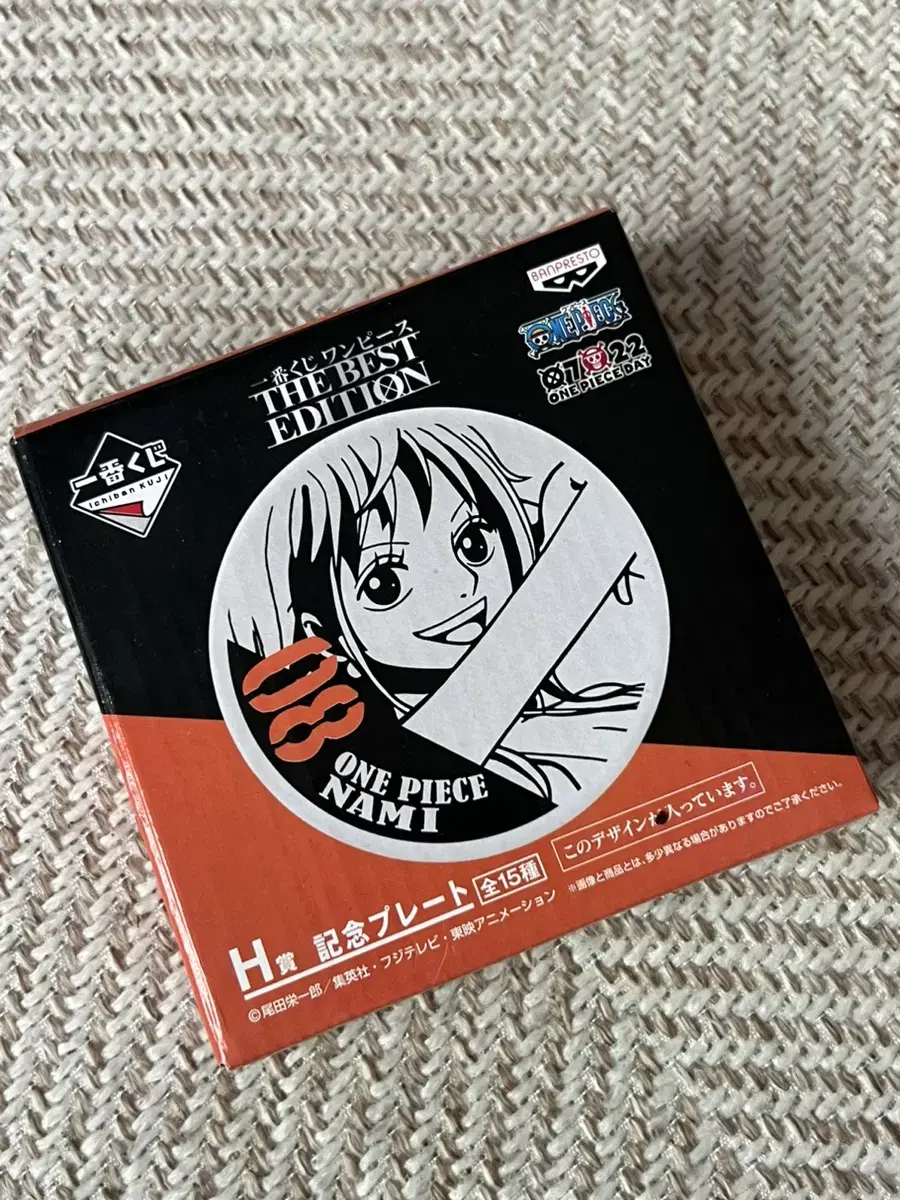 BANPRESTO
ONE PIECE
0722
ONE PIECE DAY
一番くじ ワンピース
THE BEST
EDITION
一番くじ
Ichiban KUJI
08
ONE PIECE
NAMI
このデザインが入っています。
※画像と商品とは、多少異なる場合がありますのでご了承ください。
H賞 記念プレート 全15種
©尾田栄一郎/集英社・フジテレビ・東映アニメーション